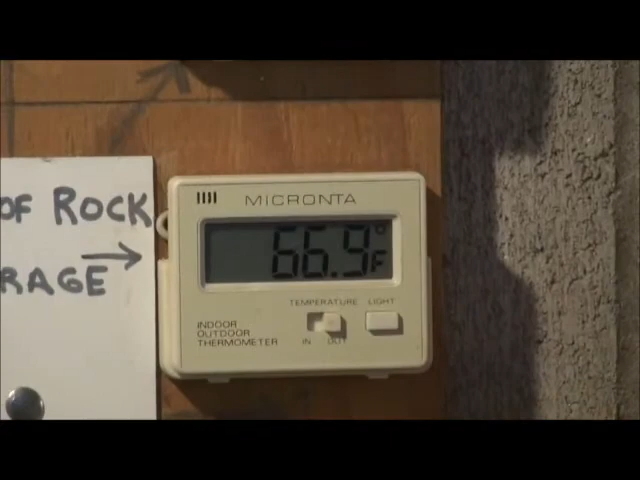 OF ROCK
RAGE
MICRONTA
66.9°F
TEMPERATURE LIGHT
IN OUT
INDOOR
OUTDOOR
THERMOMETER